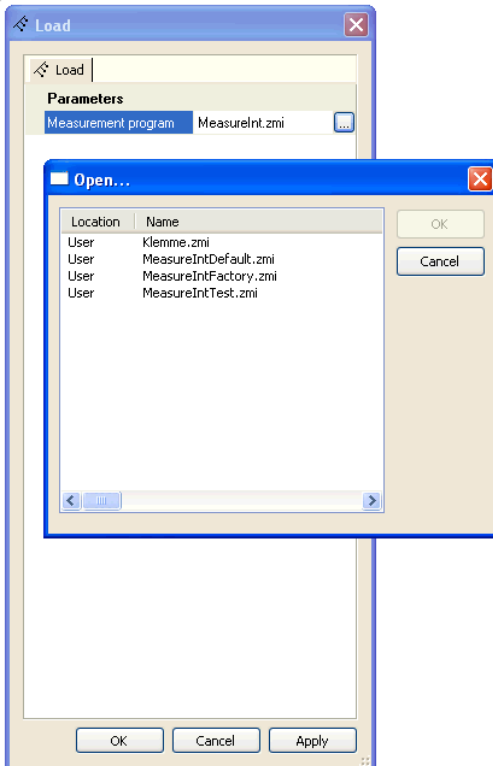 Load
Load
Parameters
Measurement program MeasureInt.zmi ...
Open...
Location Name
User Klemme.zmi
User MeasureIntDefault.zmi
User MeasureIntFactory.zmi
User MeasureIntTest.zmi
OK
Cancel
OK Cancel Apply